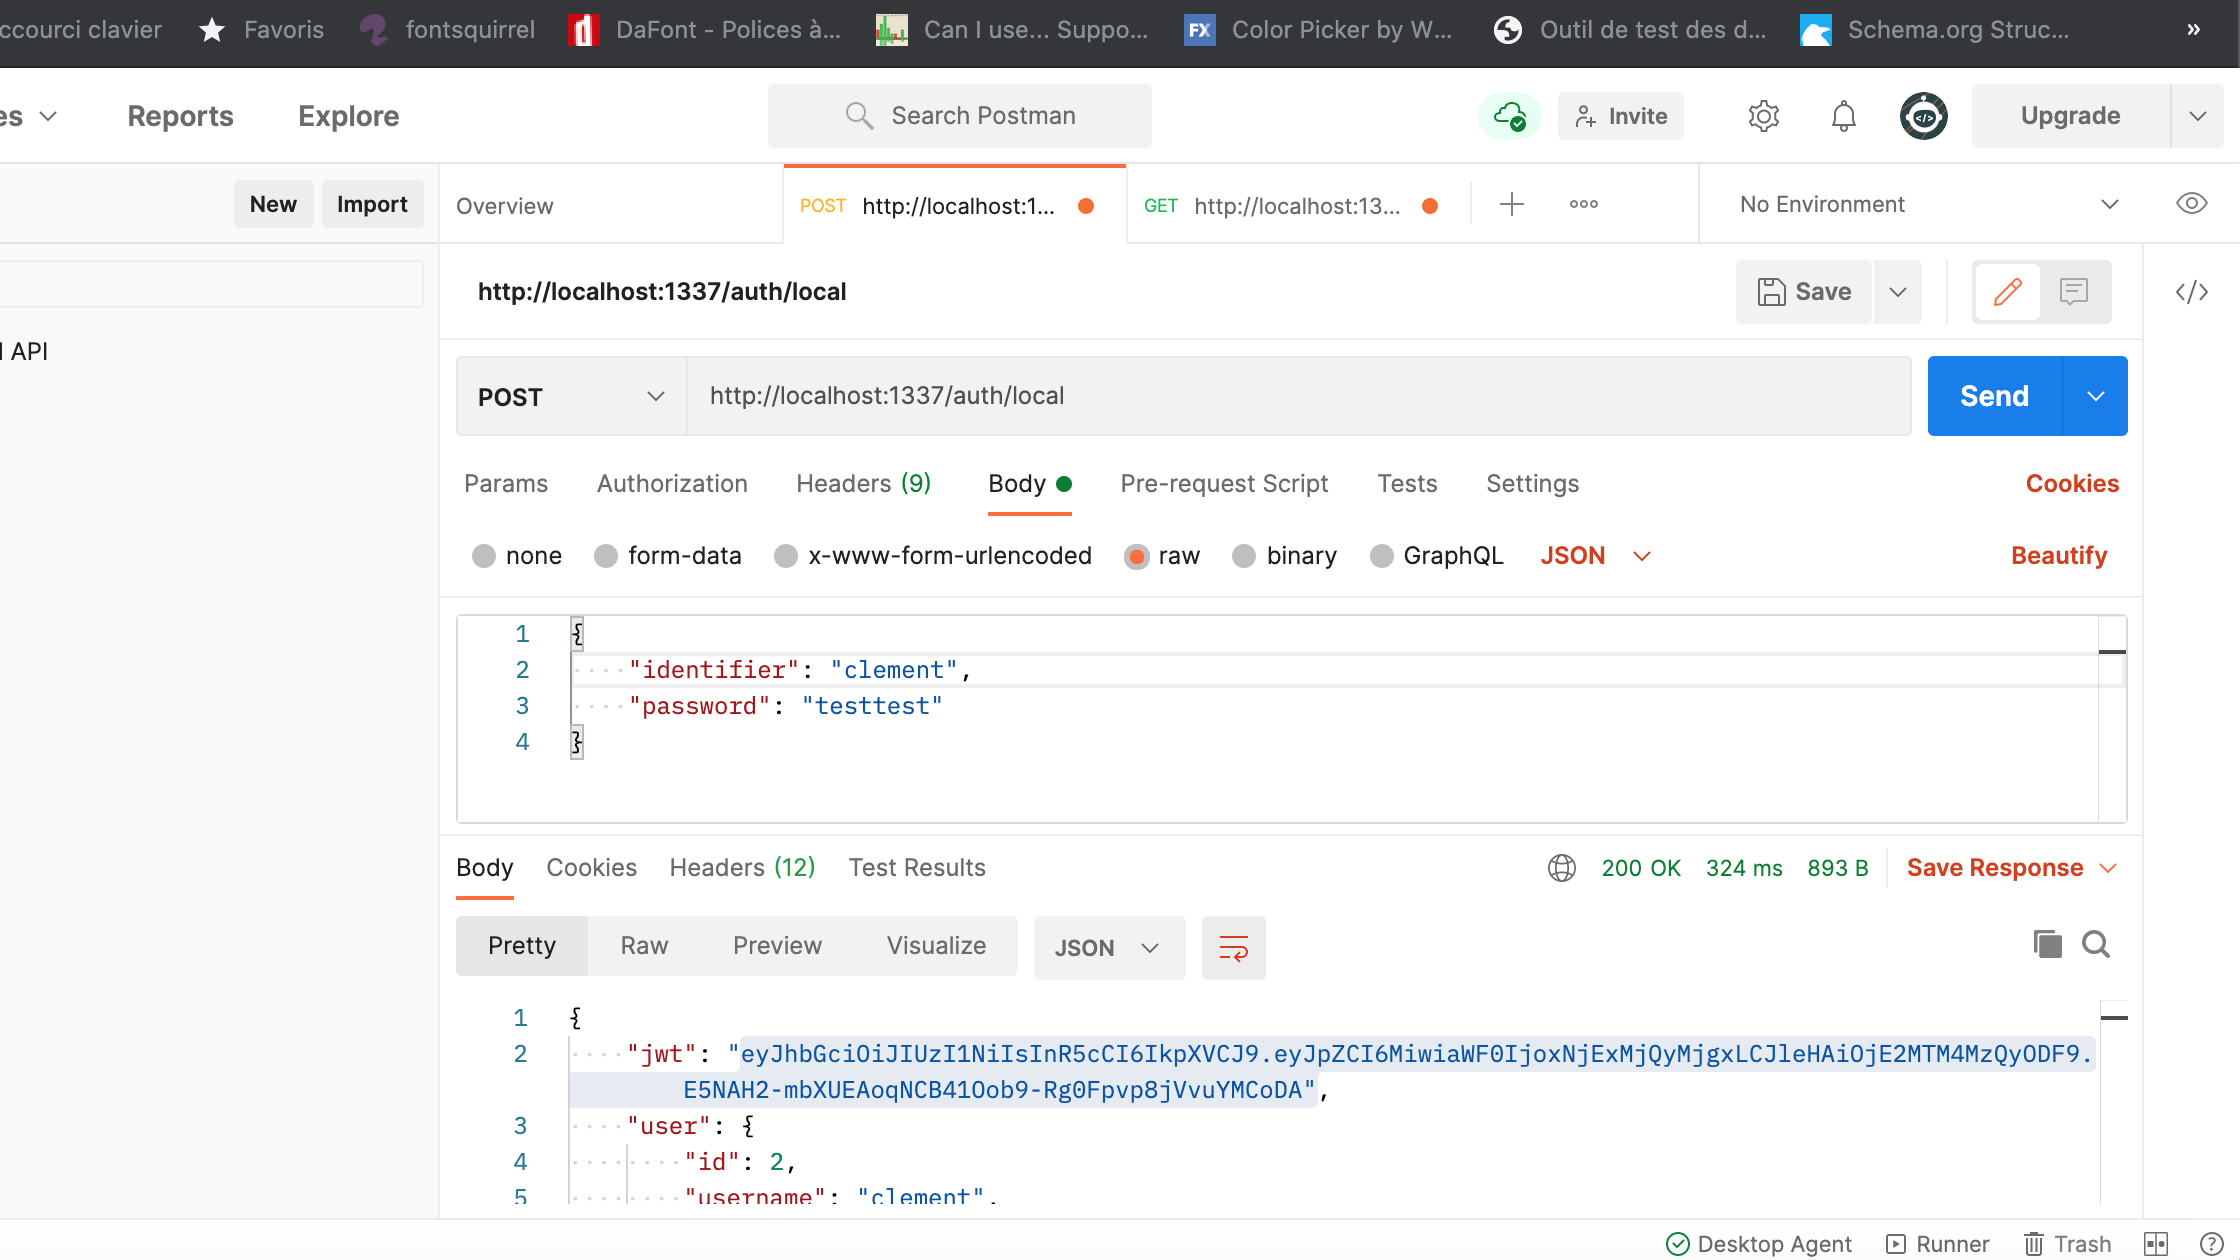 ccourci clavier Favoris fontsquirrel DaFont - Polices à... Can I use... Suppo... FX Color Picker by W... Outil de test des d... Schema.org Struc... »
es Reports Explore Search Postman Invite Upgrade
New Import Overview POST http://localhost:1... GET http://localhost:13... No Environment
http://localhost:1337/auth/local Save
API
POST http://localhost:1337/auth/local Send
Params Authorization Headers (9) Body Pre-request Script Tests Settings Cookies
none form-data x-www-form-urlencoded raw binary GraphQL JSON Beautify
1 {
2 "identifier": "clement",
3 "password": "testtest"
4 }
Body Cookies Headers (12) Test Results 200 OK 324 ms 893 B Save Response
Pretty Raw Preview Visualize JSON
1 {
2 "jwt": "eyJhbGciOiJIUzI1NiIsInR5cCI6IkpXVCJ9.eyJpZCI6MiwiaWF0IjoxNjExMjQyMjgxLCJleHAiOjE2MTM4MzQyODF9.
E5NAH2-mbXUEAoqNCB41Oob9-Rg0Fpvp8jVvuYMCoDA",
3 "user": {
4 "id": 2,
5 "username": "clement",
Desktop Agent Runner Trash